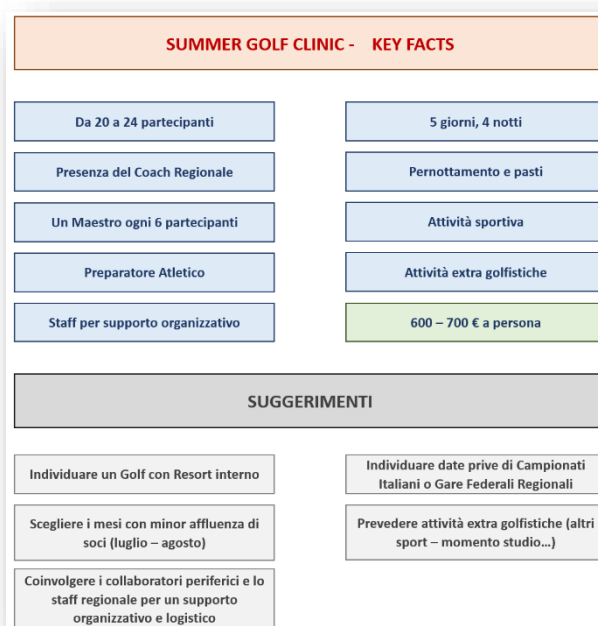 SUMMER GOLF CLINIC - KEY FACTS
Da 20 a 24 partecipanti
5 giorni, 4 notti
Presenza del Coach Regionale
Pernottamento e pasti
Un Maestro ogni 6 partecipanti
Attività sportiva
Preparatore Atletico
Attività extra golfistiche
Staff per supporto organizzativo
600 – 700 € a persona
SUGGERIMENTI
Individuare un Golf con Resort interno
Individuare date prive di Campionati
Italiani o Gare Federali Regionali
Scegliere i mesi con minor affluenza di
soci (luglio – agosto)
Prevedere attività extra golfistiche (altri
sport – momento studio...)
Coinvolgere i collaboratori periferici e lo
staff regionale per un supporto
organizzativo e logistico